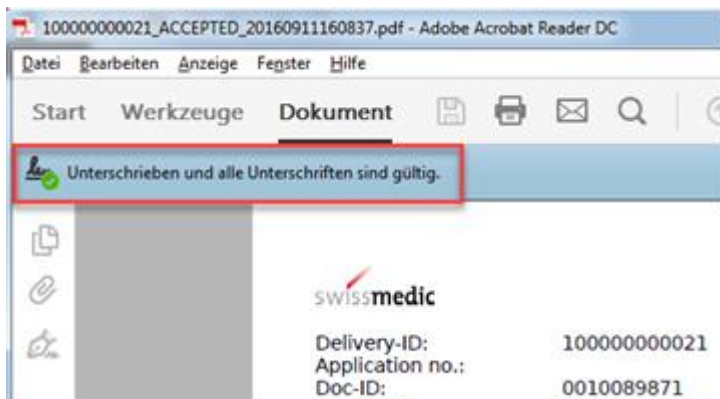 100000000021_ACCEPTED_20160911160837.pdf - Adobe Acrobat Reader DC
Datei Bearbeiten Anzeige Fenster Hilfe
Start Werkzeuge Dokument
Unterschrieben und alle Unterschriften sind gültig.
swissmedic
Delivery-ID: 100000000021
Application no.:
Doc-ID: 0010089871